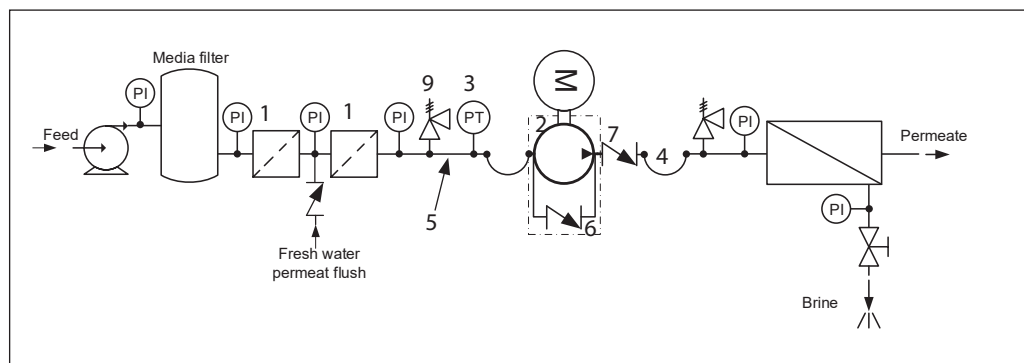 Media filter
Feed
PI
PI
1
PI
1
PI
9
3
PT
5
M
2
6
7
4
PI
Permeate
PI
Fresh water
permeat flush
Brine